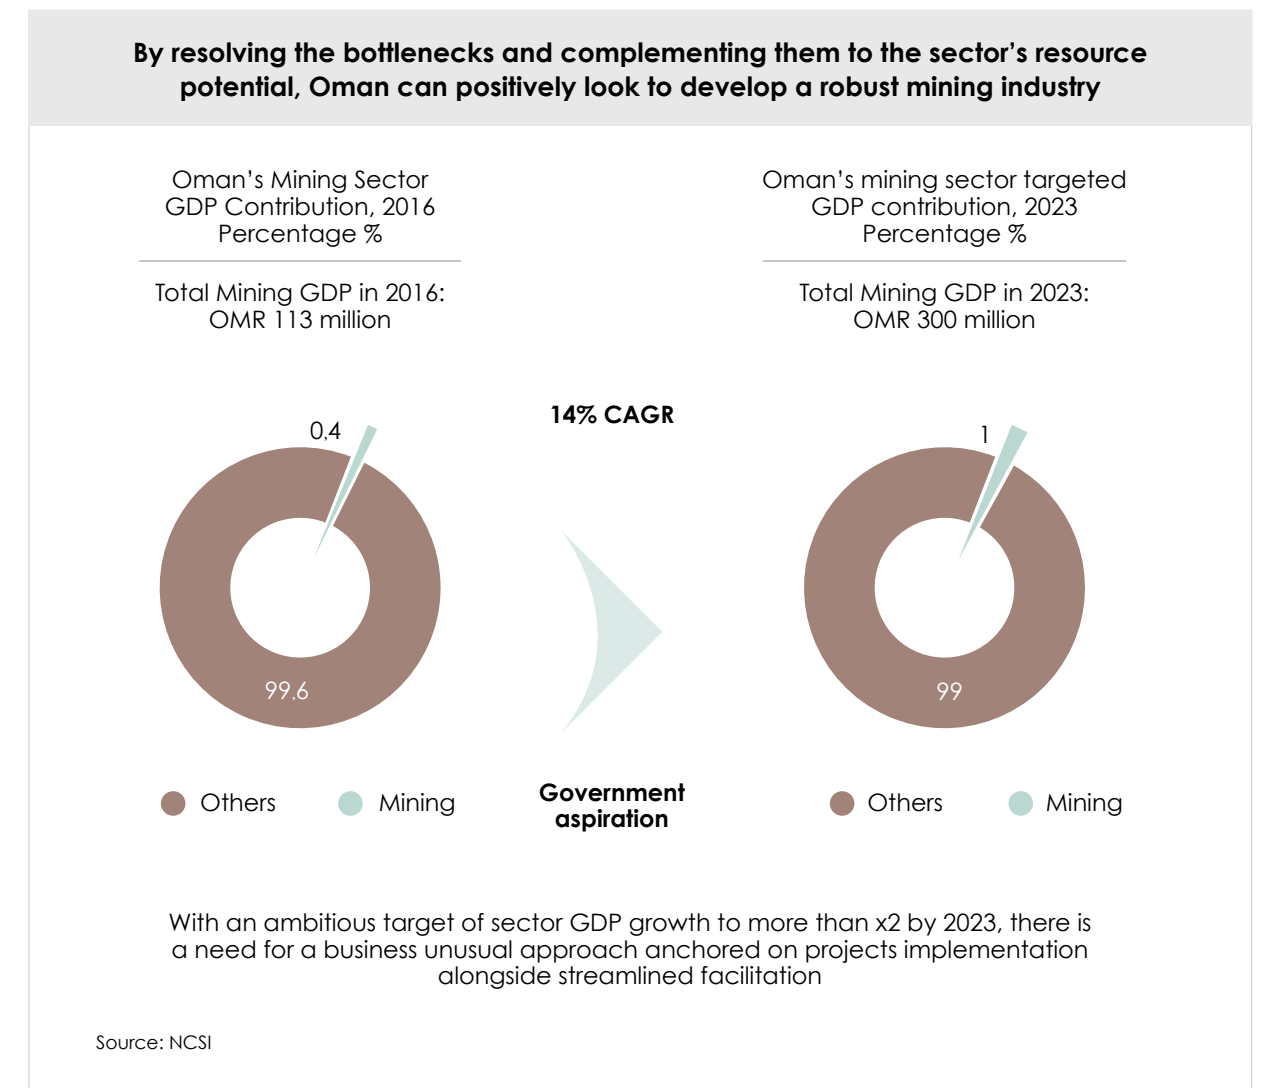 By resolving the bottlenecks and complementing them to the sector’s resource
potential, Oman can positively look to develop a robust mining industry
Oman’s Mining Sector
GDP Contribution, 2016
Percentage %
Total Mining GDP in 2016:
OMR 113 million
0,4
99,6
Others
Mining
14% CAGR
Government
aspiration
Oman’s mining sector targeted
GDP contribution, 2023
Percentage %
Total Mining GDP in 2023:
OMR 300 million
1
99
Others
Mining
With an ambitious target of sector GDP growth to more than x2 by 2023, there is
a need for a business unusual approach anchored on projects implementation
alongside streamlined facilitation
Source: NCSI